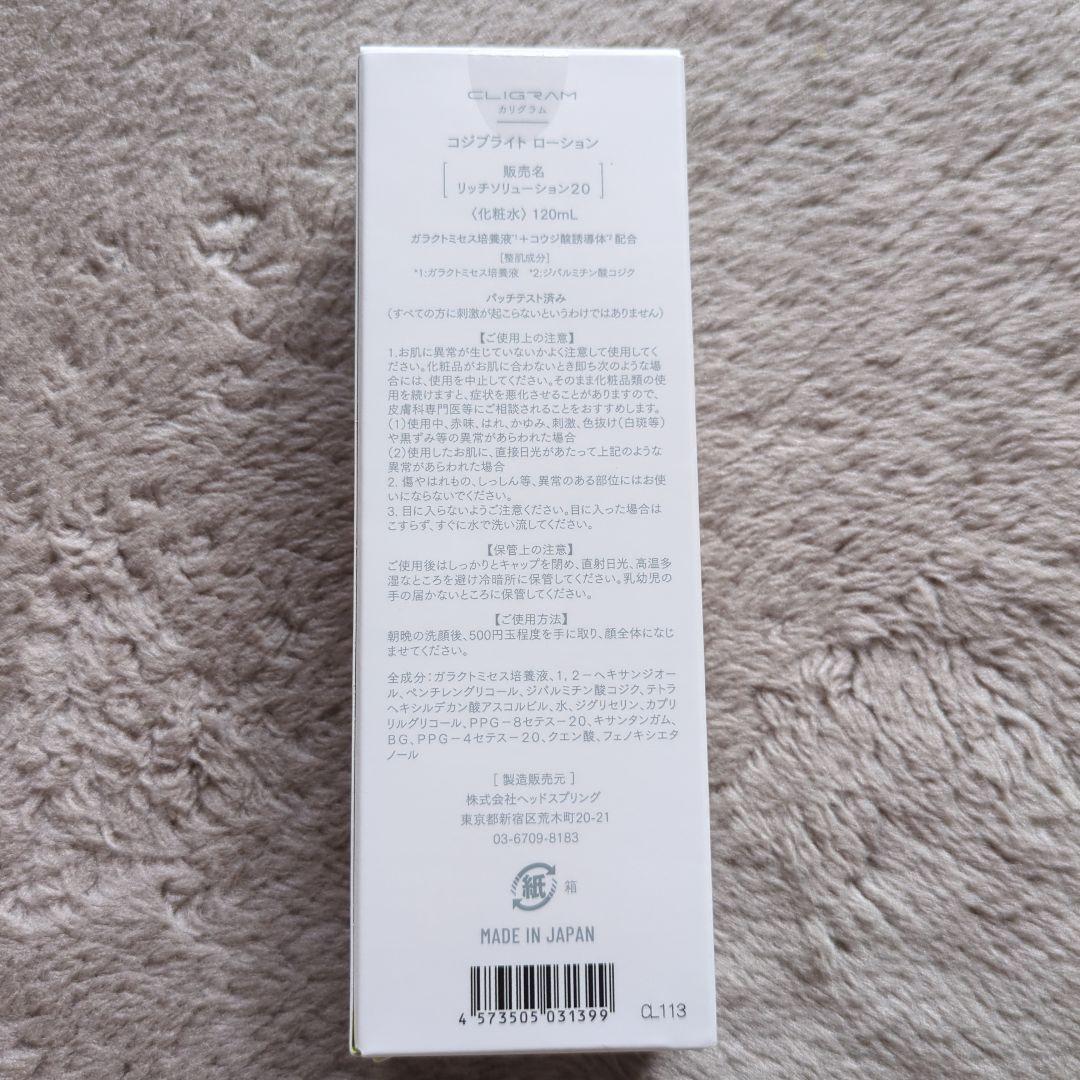 CLIGRAM
カリグラム
コジブライト ローション
販売名
リッチソリューション20
〈化粧水〉 120mL
ガラクトミセス培養液*1+コウジ酸誘導体*2配合
[整肌成分]
*1:ガラクトミセス培養液 *2:ジパルミチン酸コジク
パッチテスト済み
(すべての方に刺激が起こらないというわけではありません)
【ご使用上の注意】
1.お肌に異常が生じていないかよく注意して使用してく
ださい。化粧品がお肌に合わないとき即ち次のような場
合には、使用を中止してください。そのまま化粧品類の使
用を続けますと、症状を悪化させることがありますので、
皮膚科専門医等にご相談されることをおすすめします。
(1)使用中、赤味、はれ、かゆみ、刺激、色抜け(白斑等)
や黒ずみ等の異常があらわれた場合
(2)使用したお肌に、直接日光があたって上記のような
異常があらわれた場合
2. 傷やはれもの、しっしん等、異常のある部位にはお使
いにならないでください。
3. 目に入らないようご注意ください。目に入った場合は
こすらず、すぐに水で洗い流してください。
【保管上の注意】
ご使用後はしっかりとキャップを閉め、直射日光、高温多
湿なところを避け冷暗所に保管してください。乳幼児の
手の届かないところに保管してください。
【ご使用方法】
朝晩の洗顔後、500円玉程度を手に取り、顔全体になじ
ませてください。
全成分:ガラクトミセス培養液、1,2-ヘキサンジオー
ル、ペンチレングリコール、ジパルミチン酸コジク、テトラ
ヘキシルデカン酸アスコルビル、水、ジグリセリン、カプリ
リルグリコール、PPG-8セテス-20、キサンタンガム、
BG、PPG-4セテス-20、クエン酸、フェノキシエタ
ノール
[ 製造販売元 ]
株式会社ヘッドスプリング
東京都新宿区荒木町20-21
03-6709-8183
紙 箱
MADE IN JAPAN
4 573505 031399
CL113